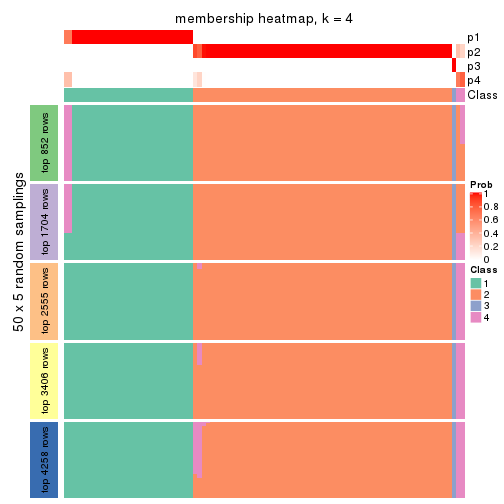 membership heatmap, k = 4
p1
p2
p3
p4
Class
50 x 5 random samplings
top 852 rows
top 1704 rows
top 2555 rows
top 3406 rows
top 4258 rows
Prob
1
0.8
0.6
0.4
0.2
0
Class
1
2
3
4